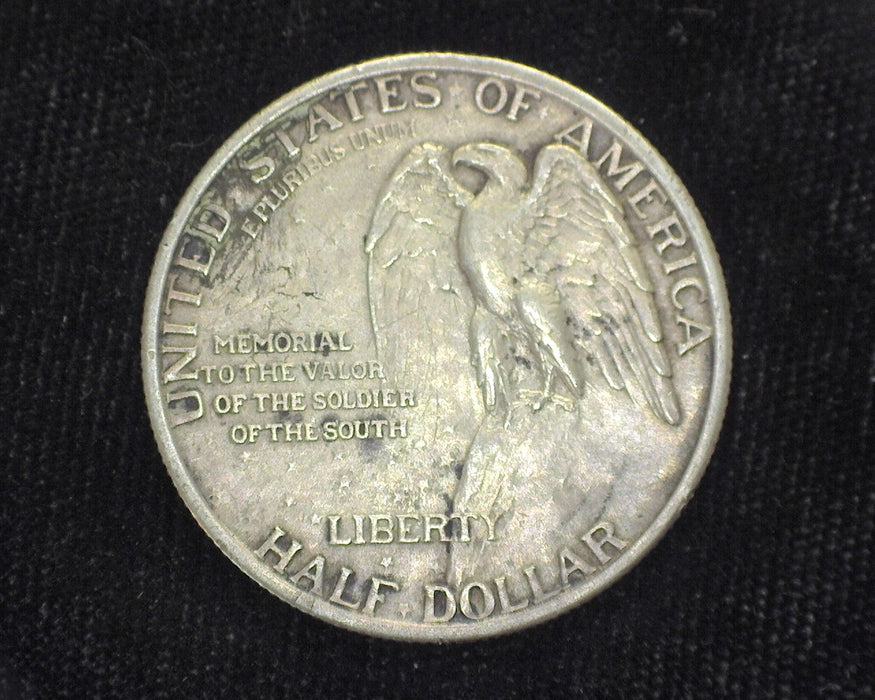 UNITED STATES OF AMERICA
E PLURIBUS UNUM
MEMORIAL
TO THE VALOR
OF THE SOLDIER
OF THE SOUTH
LIBERTY
HALF DOLLAR